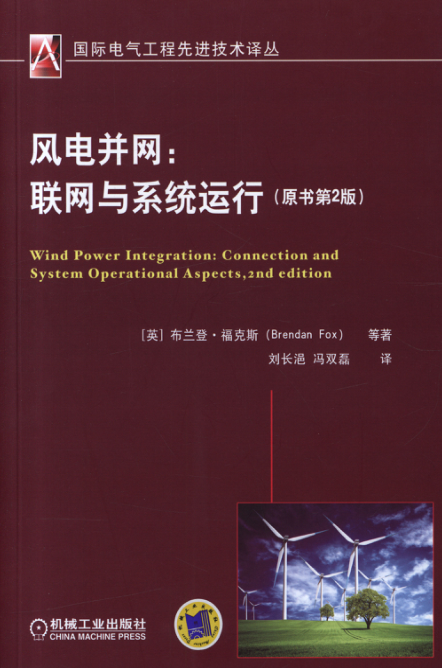 国际电气工程先进技术译丛
风电并网：
联网与系统运行（原书第2版）
Wind Power Integration: Connection and
System Operational Aspects,2nd edition
［英］布兰登·福克斯（Brendan Fox） 等著
刘长浥 冯双磊 译
机械工业出版社
CHINA MACHINE PRESS